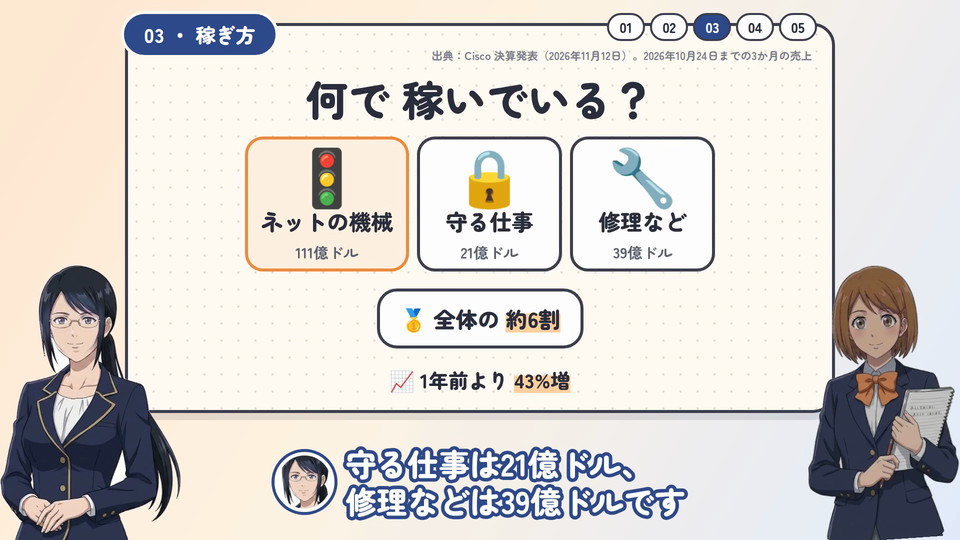 03 ・ 稼ぎ方
01 02 03 04 05
出典：Cisco 決算発表（2026年11月12日）。2026年10月24日までの3か月の売上
何で 稼いでいる？
ネットの機械
111億ドル
守る仕事
21億ドル
修理など
39億ドル
全体の 約6割
1年前より 43%増
守る仕事は21億ドル、
修理などは39億ドルです